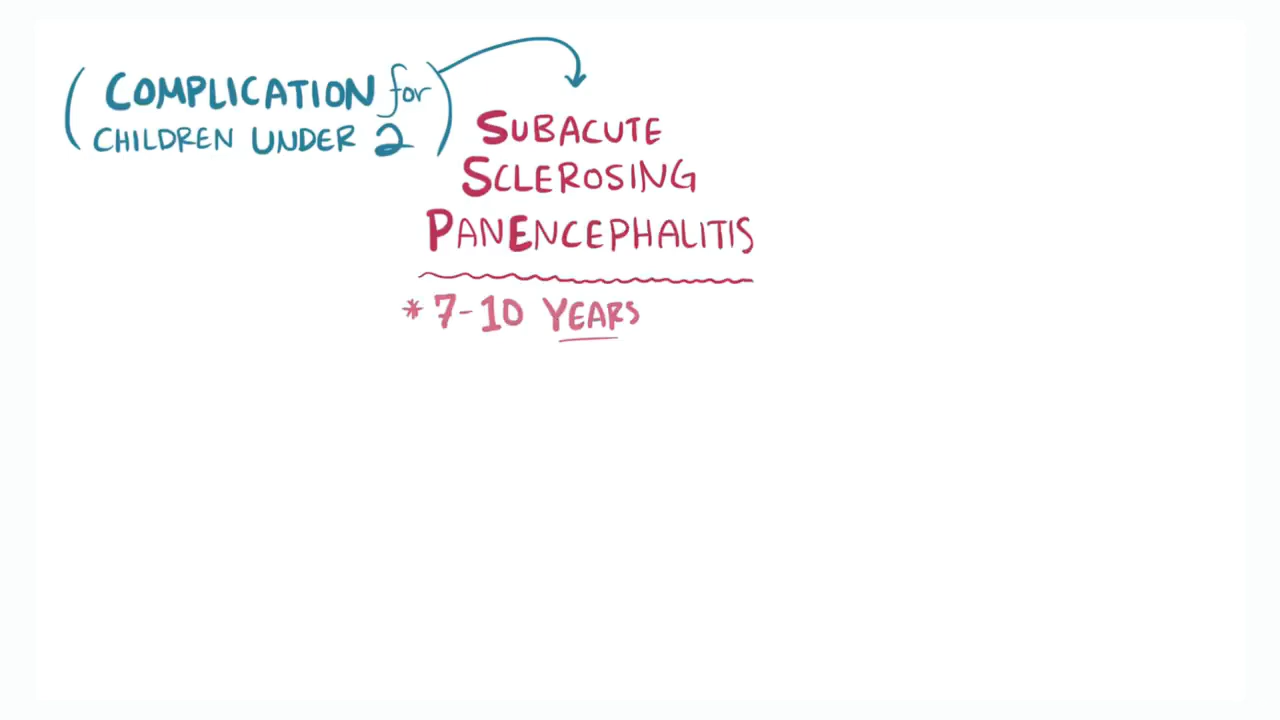 (COMPLICATION for
CHILDREN UNDER 2)
SUBACUTE
SCLEROSING
PANENCEPHALITIS
* 7-10 YEARS